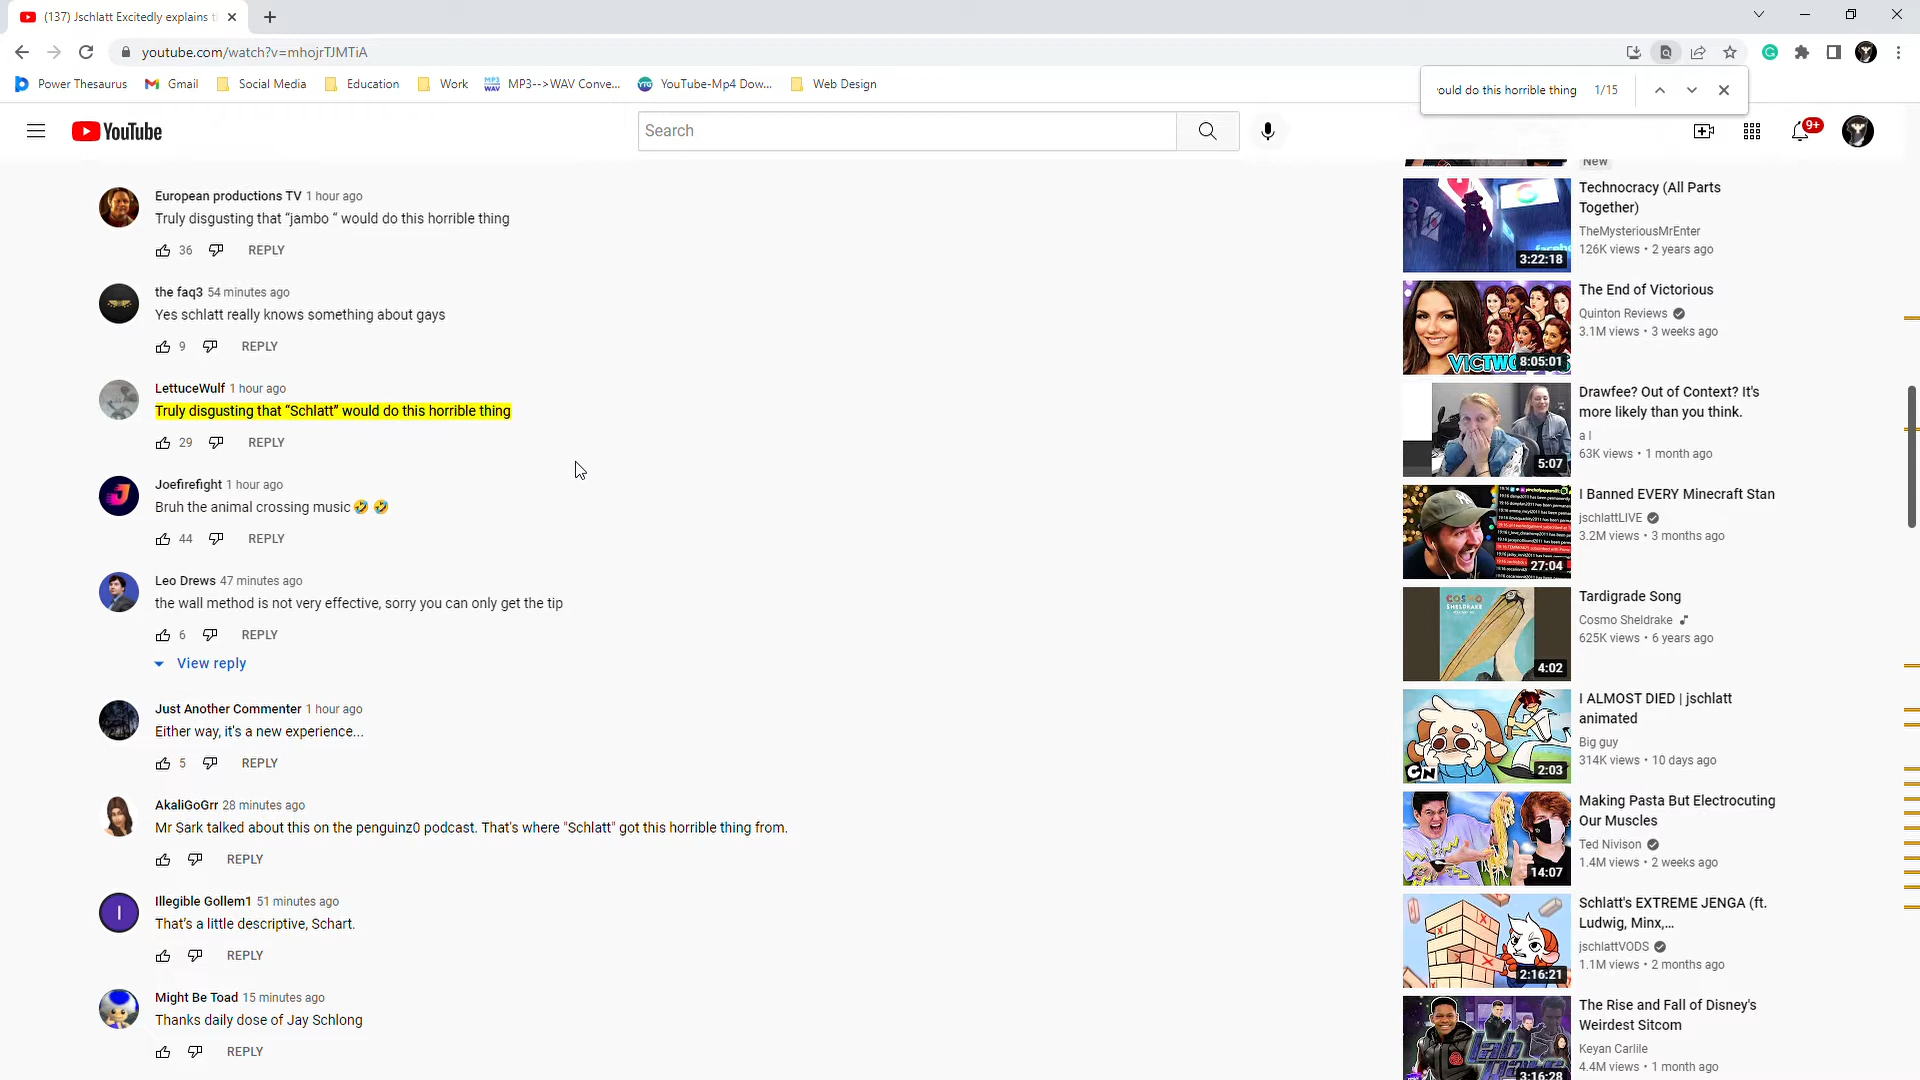 (137) Jschlatt Excitedly explains t
youtube.com/watch?v=mhojrTJMTiA
Power Thesaurus
Gmail
Social Media
Education
Work
MP3-->WAV Conve...
YouTube-Mp4 Dow...
Web Design
ould do this horrible thing 1/15
YouTube
Search
9+
European productions TV 1 hour ago
Truly disgusting that “jambo “ would do this horrible thing
36 REPLY
the faq3 54 minutes ago
Yes schlatt really knows something about gays
9 REPLY
LettuceWulf 1 hour ago
Truly disgusting that “Schlatt” would do this horrible thing
29 REPLY
Joefirefight 1 hour ago
Bruh the animal crossing music 🤣 🤣
44 REPLY
Leo Drews 47 minutes ago
the wall method is not very effective, sorry you can only get the tip
6 REPLY
View reply
Just Another Commenter 1 hour ago
Either way, it's a new experience...
5 REPLY
AkaliGoGrr 28 minutes ago
Mr Sark talked about this on the penguinz0 podcast. That's where "Schlatt" got this horrible thing from.
REPLY
I
Illegible Gollem1 51 minutes ago
That's a little descriptive, Schart.
REPLY
Might Be Toad 15 minutes ago
Thanks daily dose of Jay Schlong
REPLY
New
Technocracy (All Parts
Together)
TheMysteriousMrEnter
126K views • 2 years ago
3:22:18
The End of Victorious
Quinton Reviews
3.1M views • 3 weeks ago
8:05:01
Drawfee? Out of Context? It's
more likely than you think.
a l
63K views • 1 month ago
5:07
I Banned EVERY Minecraft Stan
jschlattLIVE
3.2M views • 3 months ago
27:04
COSMO
SHELDRAKE
Tardigrade Song
Cosmo Sheldrake
625K views • 6 years ago
4:02
I ALMOST DIED | jschlatt
animated
Big guy
314K views • 10 days ago
CN
2:03
Making Pasta But Electrocuting
Our Muscles
Ted Nivison
1.4M views • 2 weeks ago
14:07
Schlatt's EXTREME JENGA (ft.
Ludwig, Minx,...
jschlattVODS
1.1M views • 2 months ago
2:16:21
The Rise and Fall of Disney's
Weirdest Sitcom
Keyan Carlile
4.4M views • 1 month ago
3:16:28